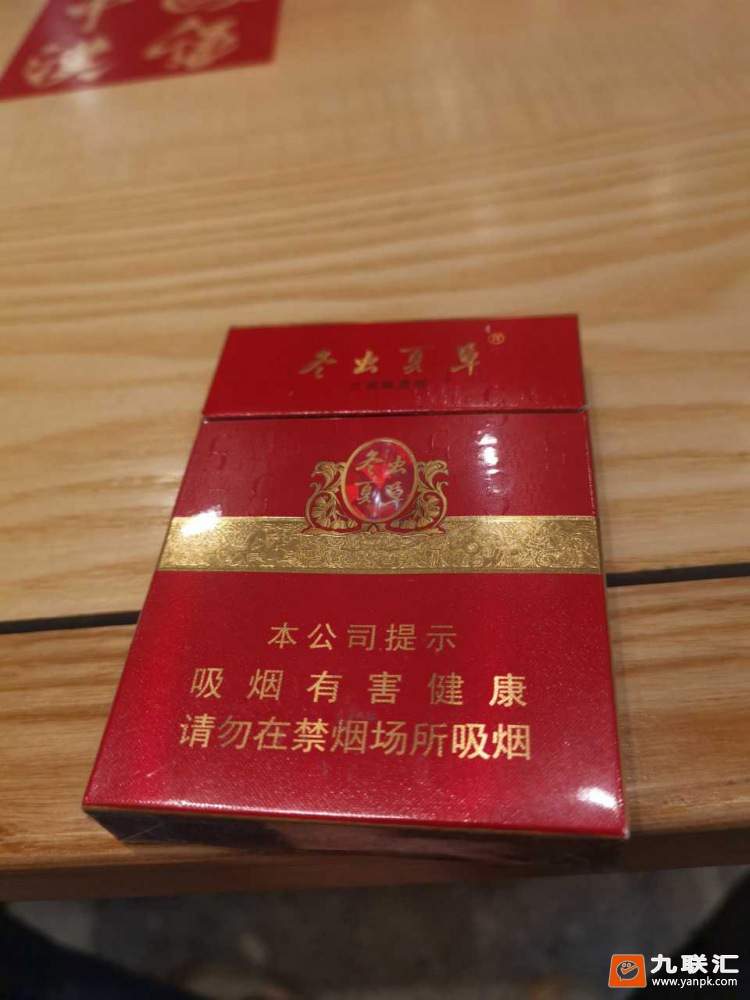 冬虫夏草
冬虫
夏草
本公司提示
吸烟有害健康
请勿在禁烟场所吸烟
九联汇
www.yanpk.com